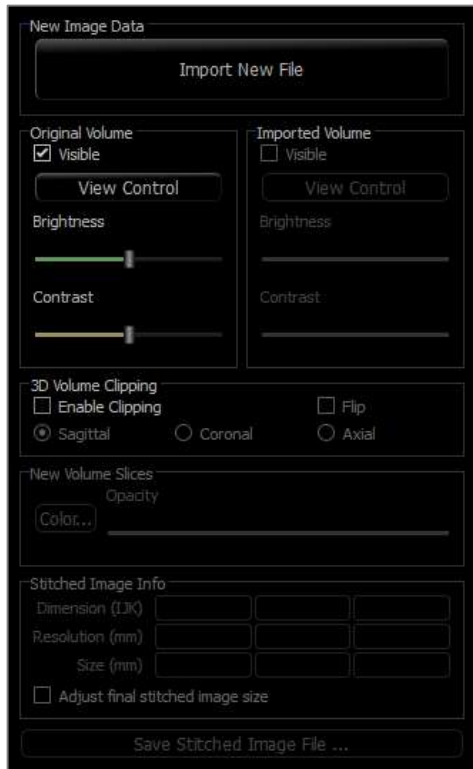 New Image Data
Import New File
Original Volume
Visible
View Control
Brightness
Contrast
Imported Volume
Visible
View Control
Brightness
Contrast
3D Volume Clipping
Enable Clipping Flip
Sagittal Coronal Axial
New Volume Slices
Opacity
Color...
Stitched Image Info
Dimension (IJK)
Resolution (mm)
Size (mm)
Adjust final stitched image size
Save Stitched Image File ...